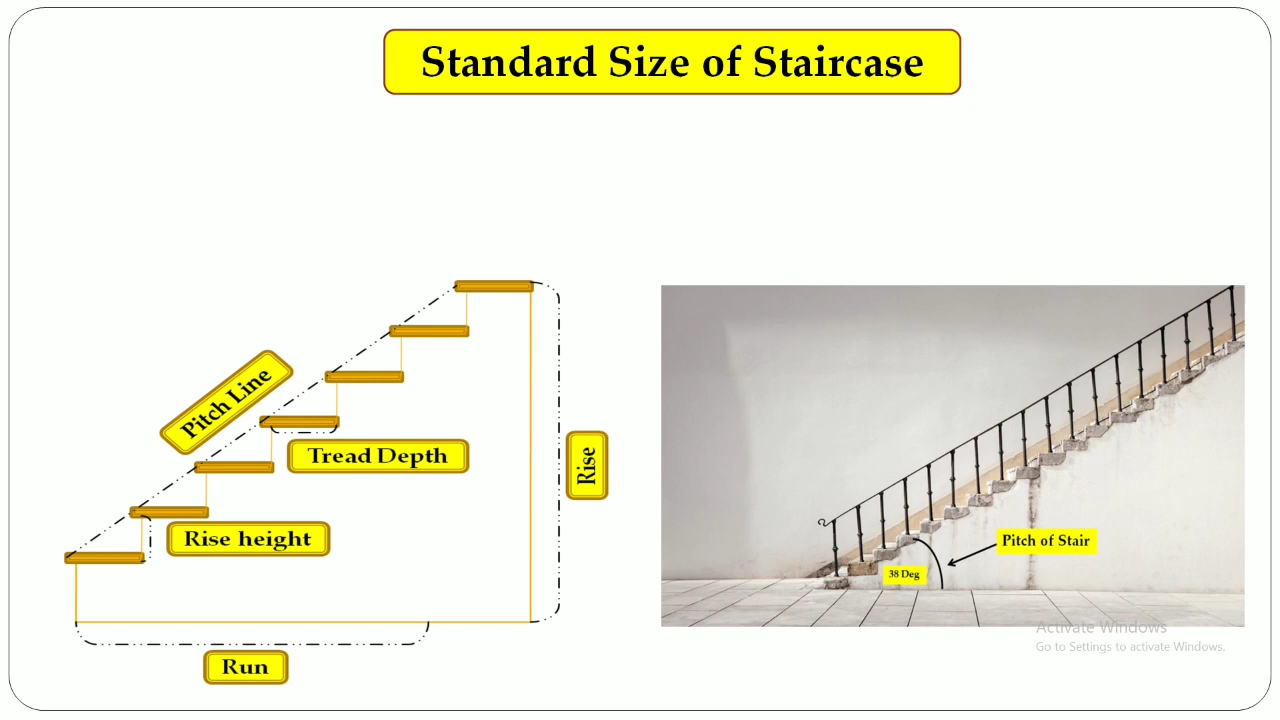 Standard Size of Staircase
Pitch Line
Tread Depth
Rise
Rise height
Run
Pitch of Stair
38 Deg
Activate Windows
Go to Settings to activate Windows.